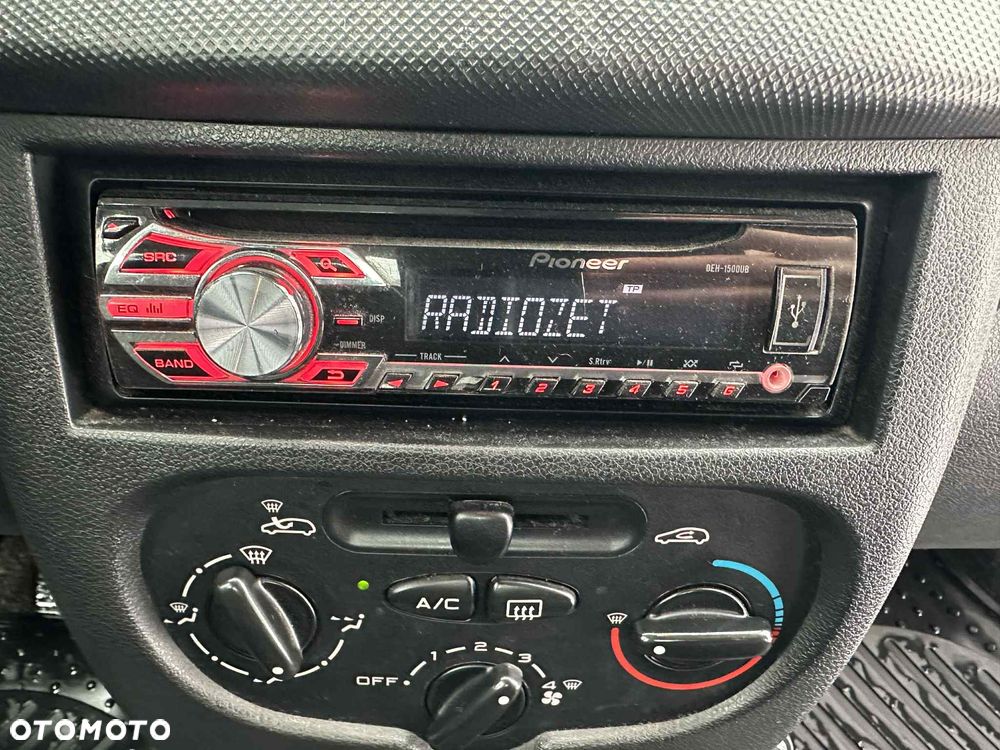 Pioneer
DEH-1500UB
SRC
TP
RADIOZET
EQ
DISP
DIMMER
BAND
TRACK
S.Rtrv
1 2 3 4 5 6
A/C
OFF 1 2 3 4
OTOMOTO